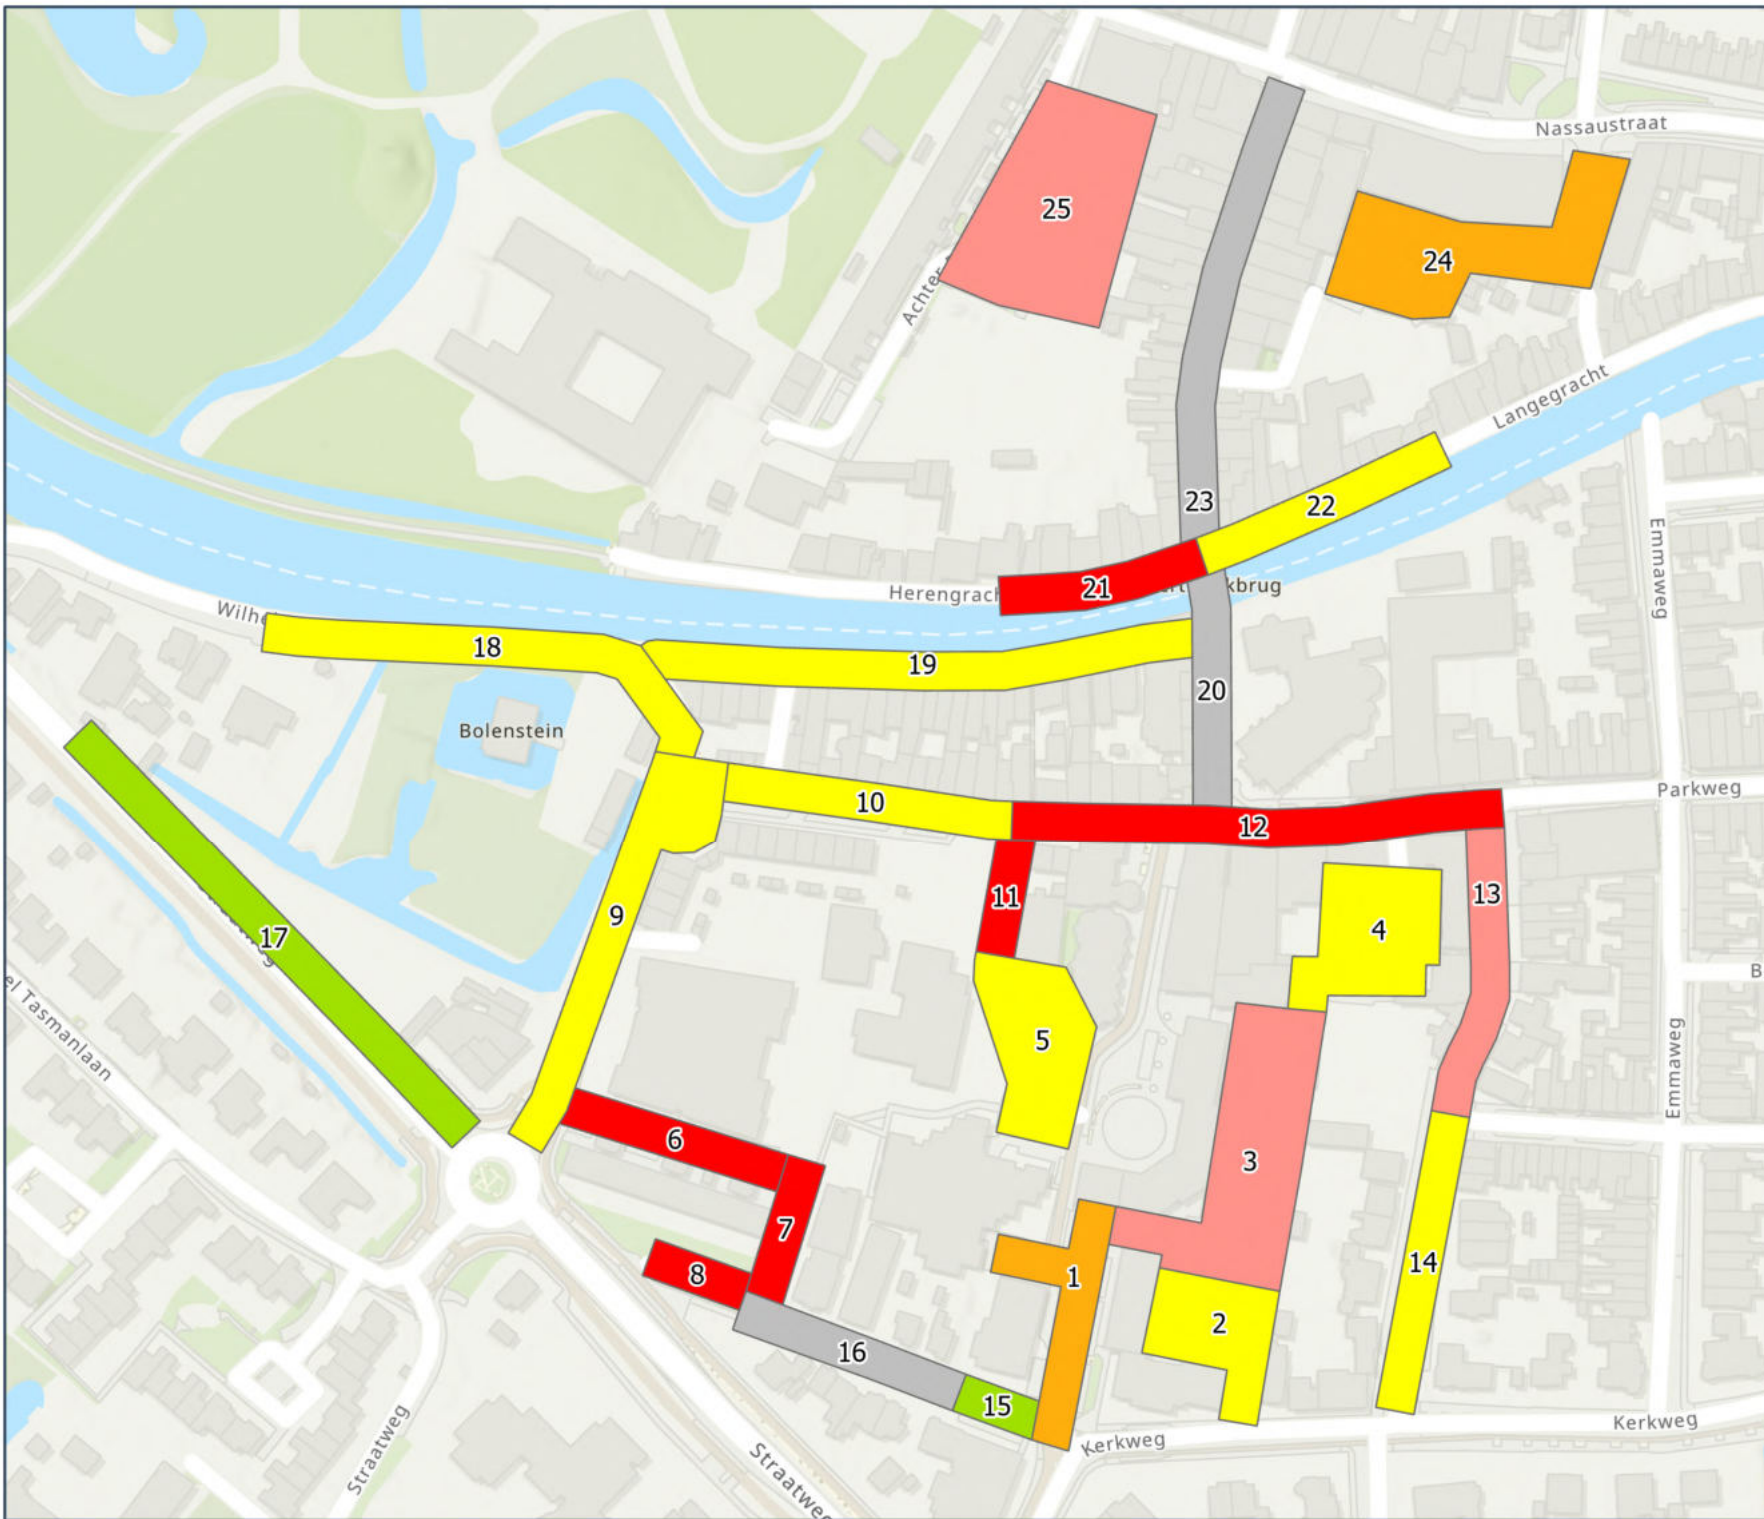 Nassaustraat
25
24
Achter
Langegracht
23
22
Emmaweg
21
Herengrach
kbrug
Wilhe
18
19
20
Bolenstein
Parkweg
10
12
13
11
9
4
17
B
el Tasmanlaan
5
Emmaweg
6
3
7
14
8
1
2
16
15
Straatweg
Kerkweg
Kerkweg
Straatweg